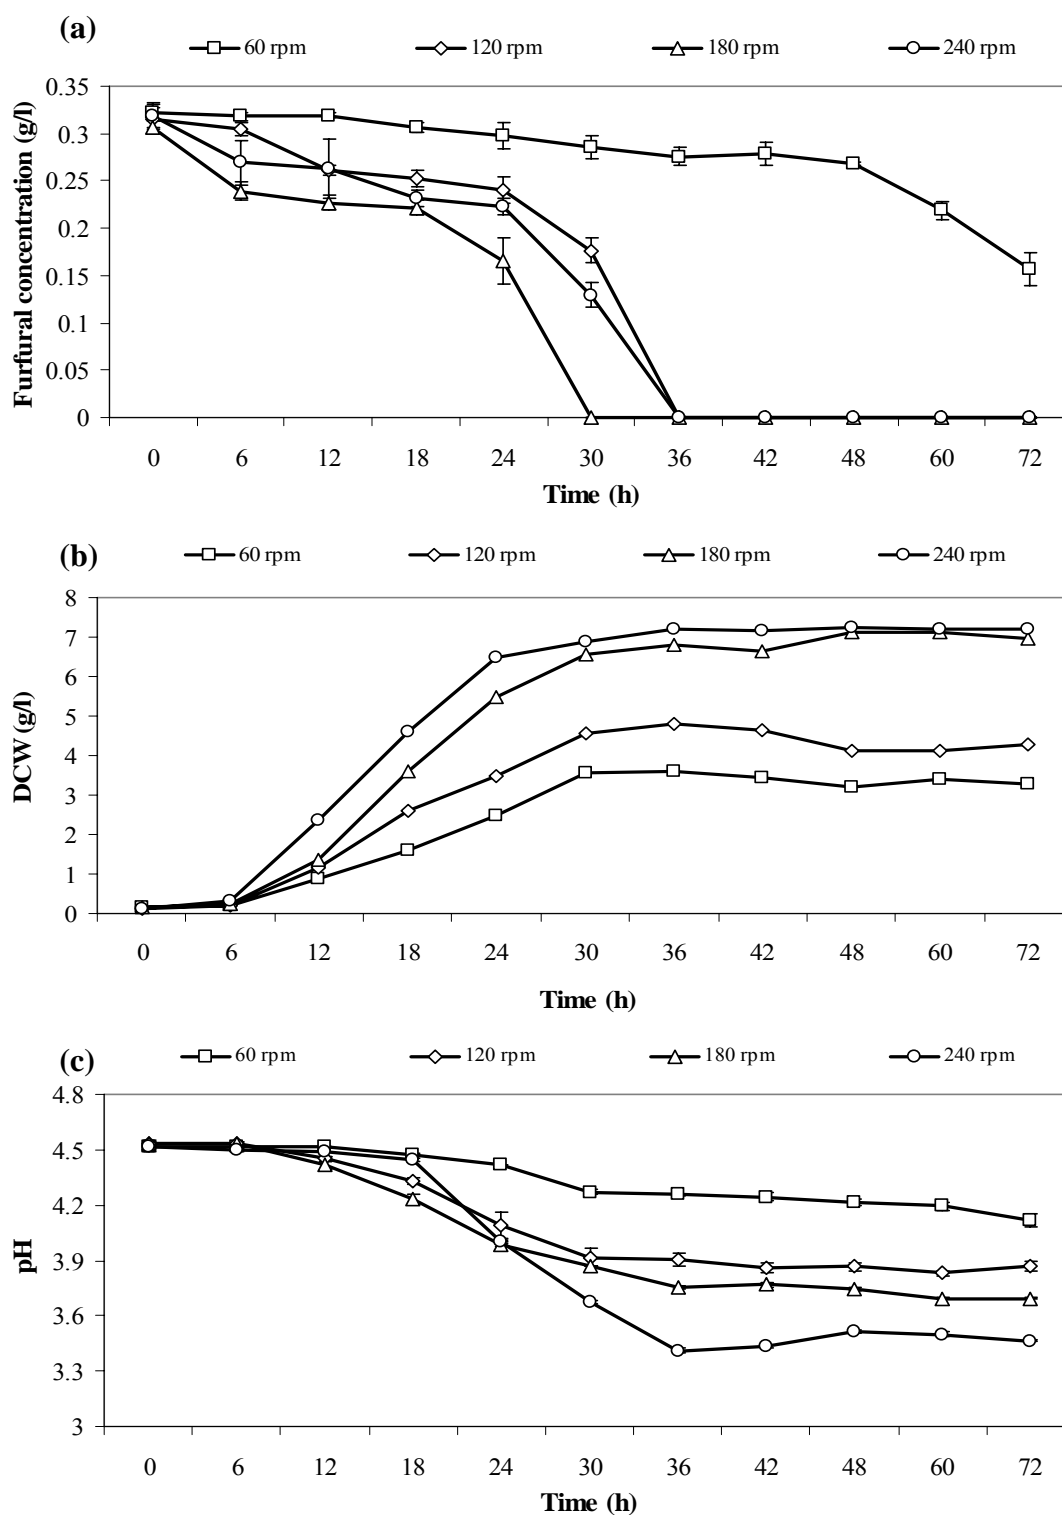 (a)
60 rpm 120 rpm 180 rpm 240 rpm
0.35
0.3
0.25
0.2
0.15
0.1
0.05
0
Furfural concentration (g/l)
0 6 12 18 24 30 36 42 48 60 72
Time (h)
(b)
60 rpm 120 rpm 180 rpm 240 rpm
8
7
6
5
4
3
2
1
0
DCW (g/l)
0 6 12 18 24 30 36 42 48 60 72
Time (h)
(c)
60 rpm 120 rpm 180 rpm 240 rpm
4.8
4.5
4.2
3.9
3.6
3.3
3
pH
0 6 12 18 24 30 36 42 48 60 72
Time (h)